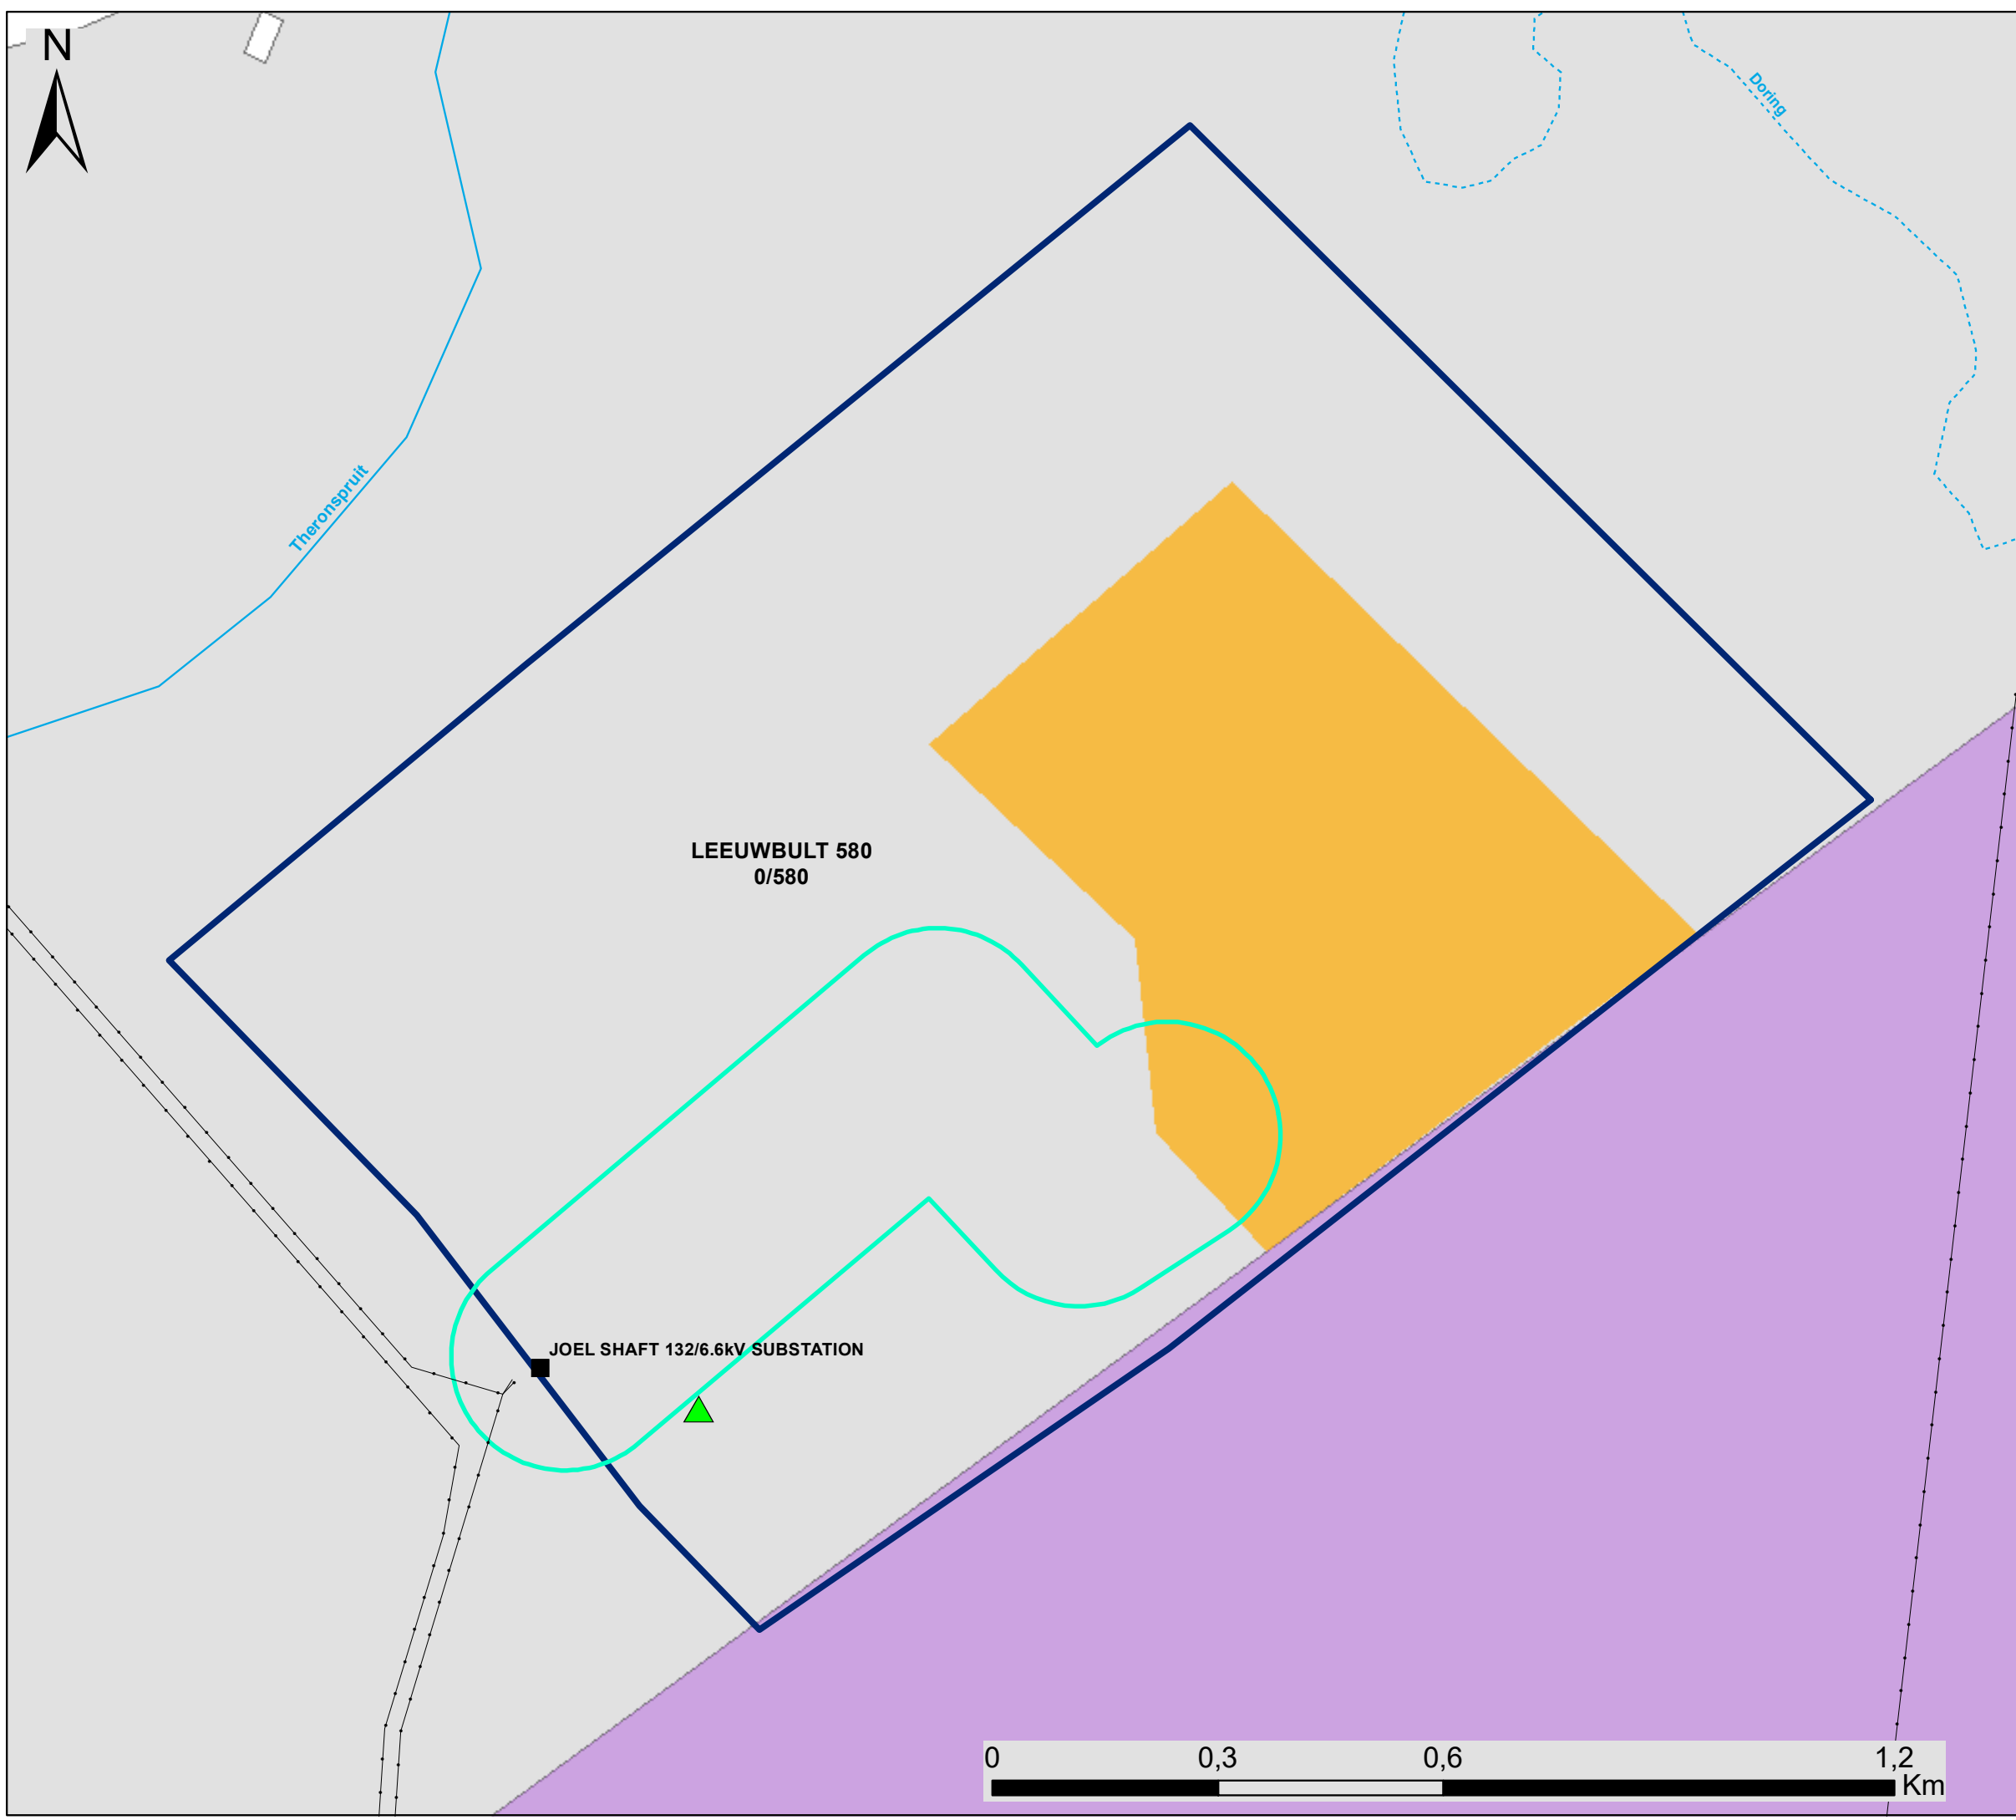 N
Doring
Theronspruit
LEEUWBULT 580
0/580
JOEL SHAFT 132/6.6kV SUBSTATION
0 0,3 0,6 1,2
Km